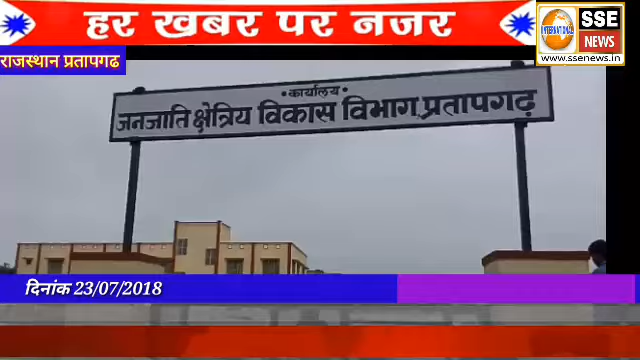 हर खबर पर नजर
INTERNATIONAL
SSE
NEWS
www.ssenews.in
राजस्थान प्रतापगढ
•कार्यालय•
जनजाति क्षेत्रिय विकास विभाग प्रतापगढ़
दिनांक 23/07/2018